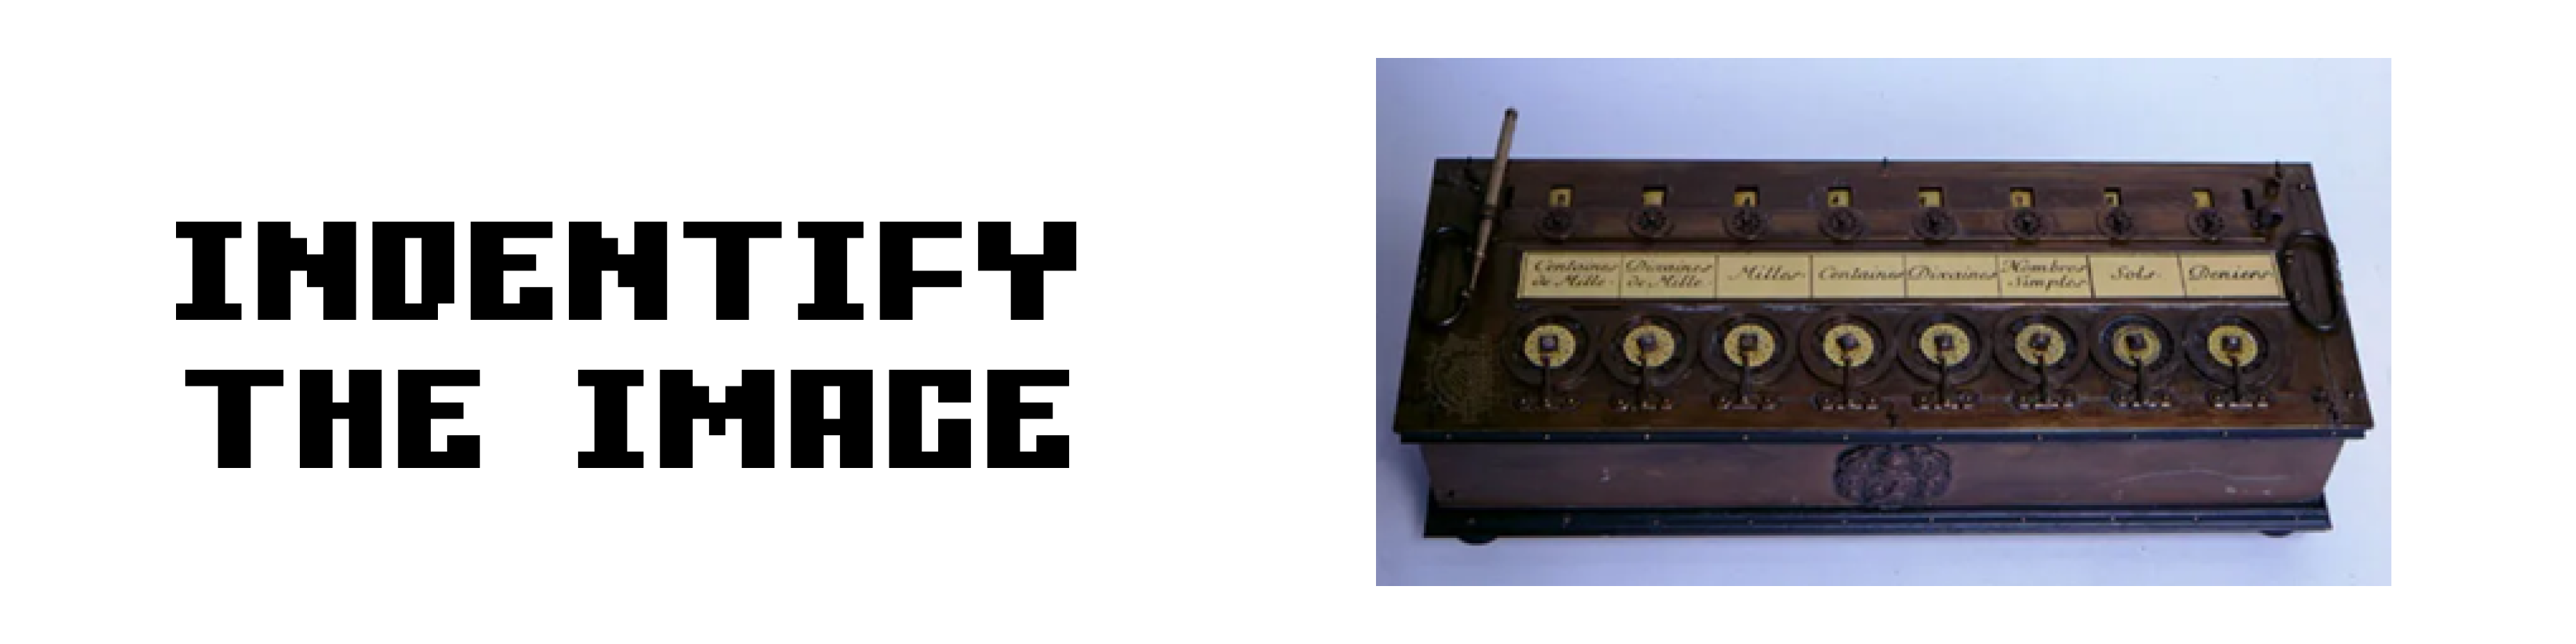 INDENTIFY
THE IMAGE
Centaines de Mille.
Dixaines de Mille.
Milles.
Centaines
Dixaines
Nombres Simples
Sols.
Deniers